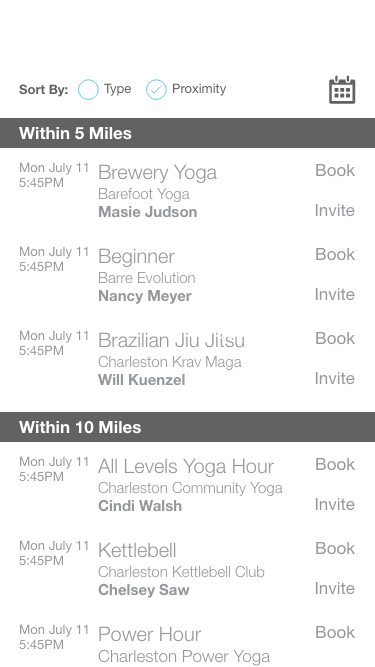 Sort By: Type Proximity
Within 5 Miles
Mon July 11 Brewery Yoga Book
5:45PM Barefoot Yoga
Masie Judson Invite
Mon July 11 Beginner Book
5:45PM Barre Evolution
Nancy Meyer Invite
Mon July 11 Brazilian Jiu Jitsu Book
5:45PM Charleston Krav Maga
Will Kuenzel Invite
Within 10 Miles
Mon July 11 All Levels Yoga Hour Book
5:45PM Charleston Community Yoga
Cindi Walsh Invite
Mon July 11 Kettlebell Book
5:45PM Charleston Kettlebell Club
Chelsey Saw Invite
Mon July 11 Power Hour Book
5:45PM Charleston Power Yoga